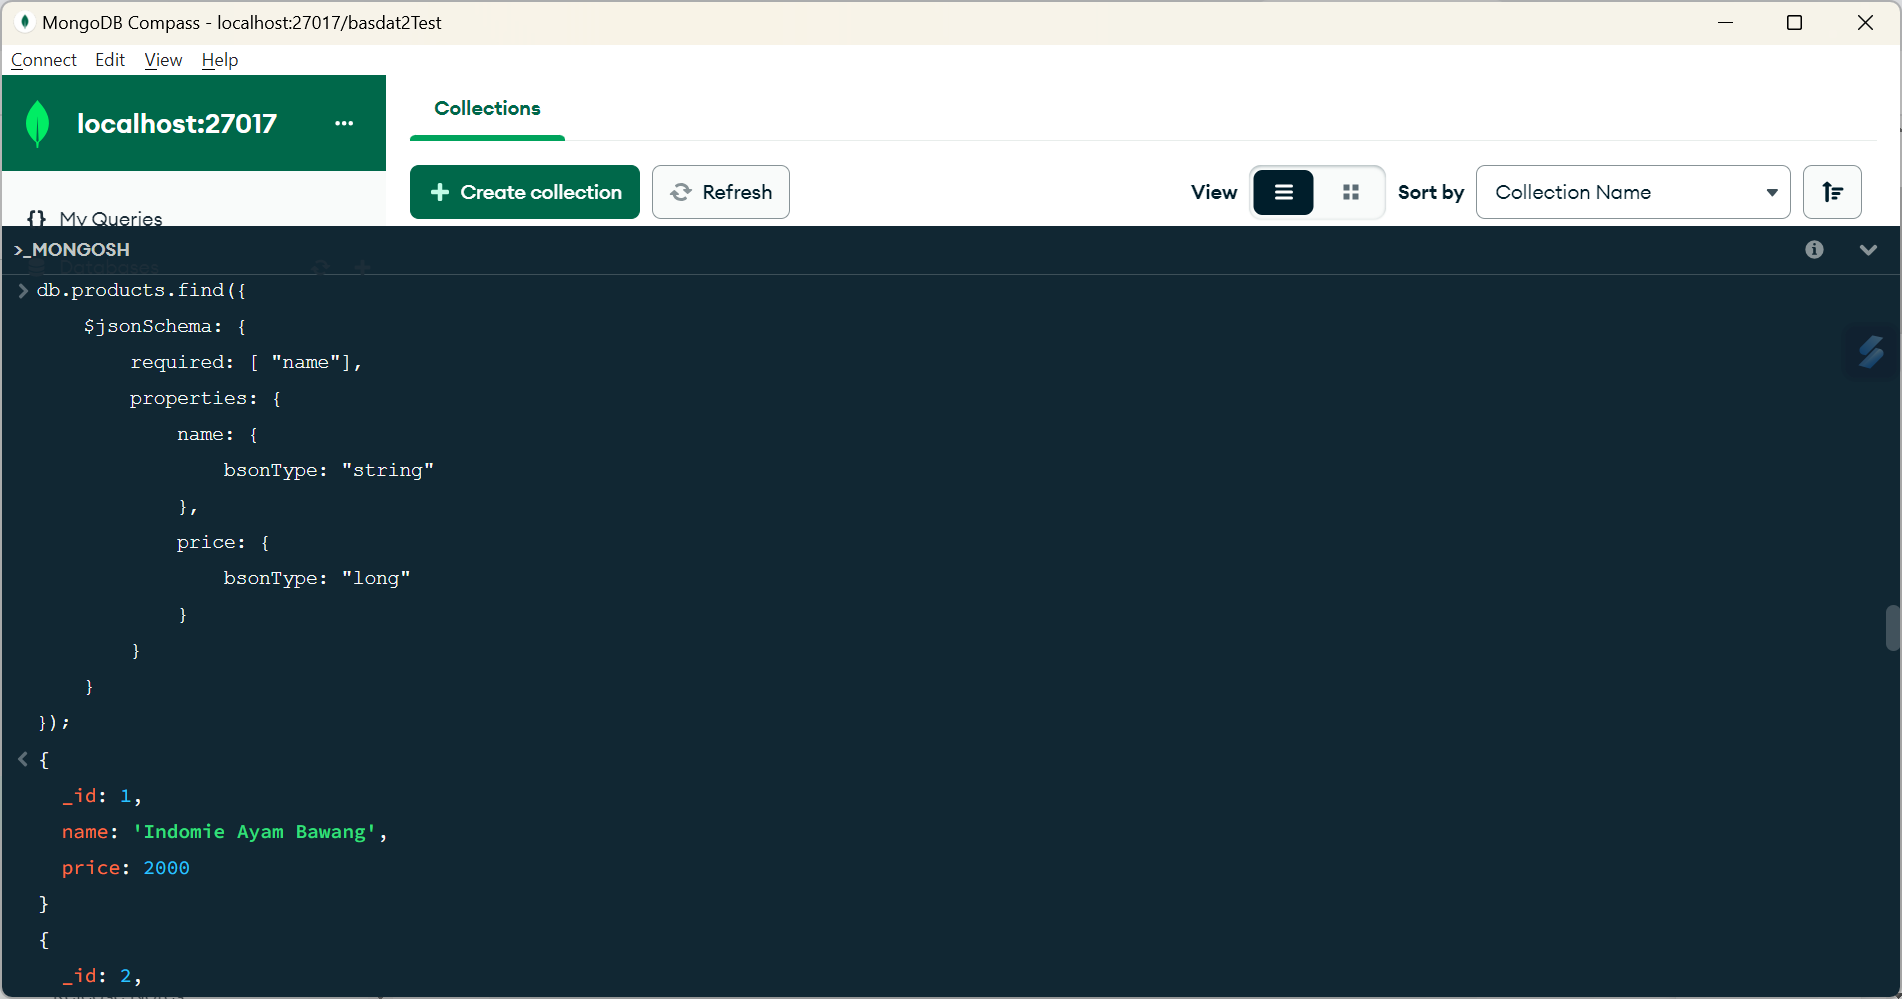 MongoDB Compass - localhost:27017/basdat2Test
Connect Edit View Help
localhost:27017 ...
Collections
+ Create collection Refresh View Sort by Collection Name
{} My Queries
>_MONGOSH
Databases
db.products.find({
$jsonSchema: {
required: [ "name"],
properties: {
name: {
bsonType: "string"
},
price: {
bsonType: "long"
}
}
}
});
{
_id: 1,
name: 'Indomie Ayam Bawang',
price: 2000
}
{
_id: 2,